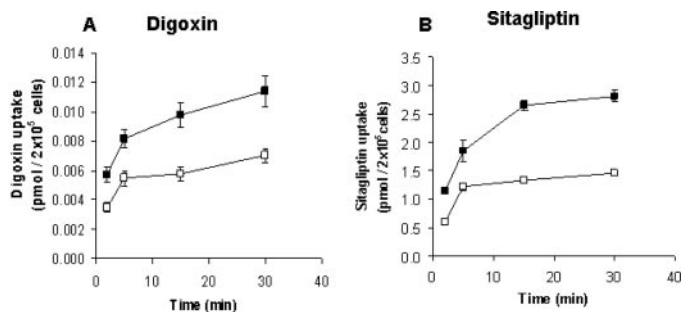 A
Digoxin
0.014
0.012
0.010
0.008
0.006
0.004
0.002
0.000
0
10
20
30
40
Time (min)
Digoxin uptake
(pmol / 2x10⁵ cells)
B
Sitagliptin
3.5
3.0
2.5
2.0
1.5
1.0
0.5
0.0
0
10
20
30
40
Time (min)
Sitagliptin uptake
(pmol / 2x10⁵ cells)